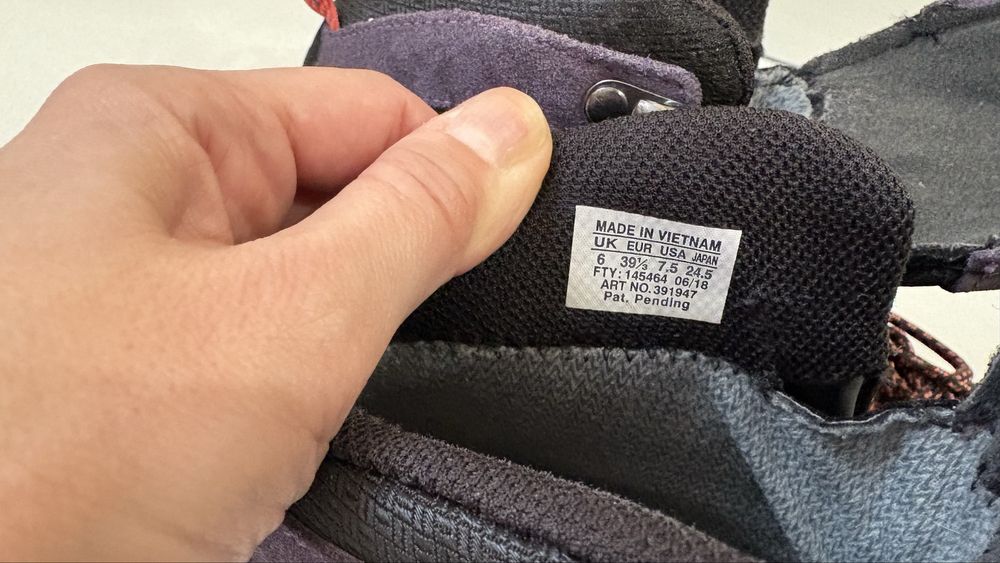 MADE IN VIETNAM
UK EUR USA JAPAN
6 39⅓ 7.5 24.5
FTY: 145464 06/18
ART NO. 391947
Pat. Pending